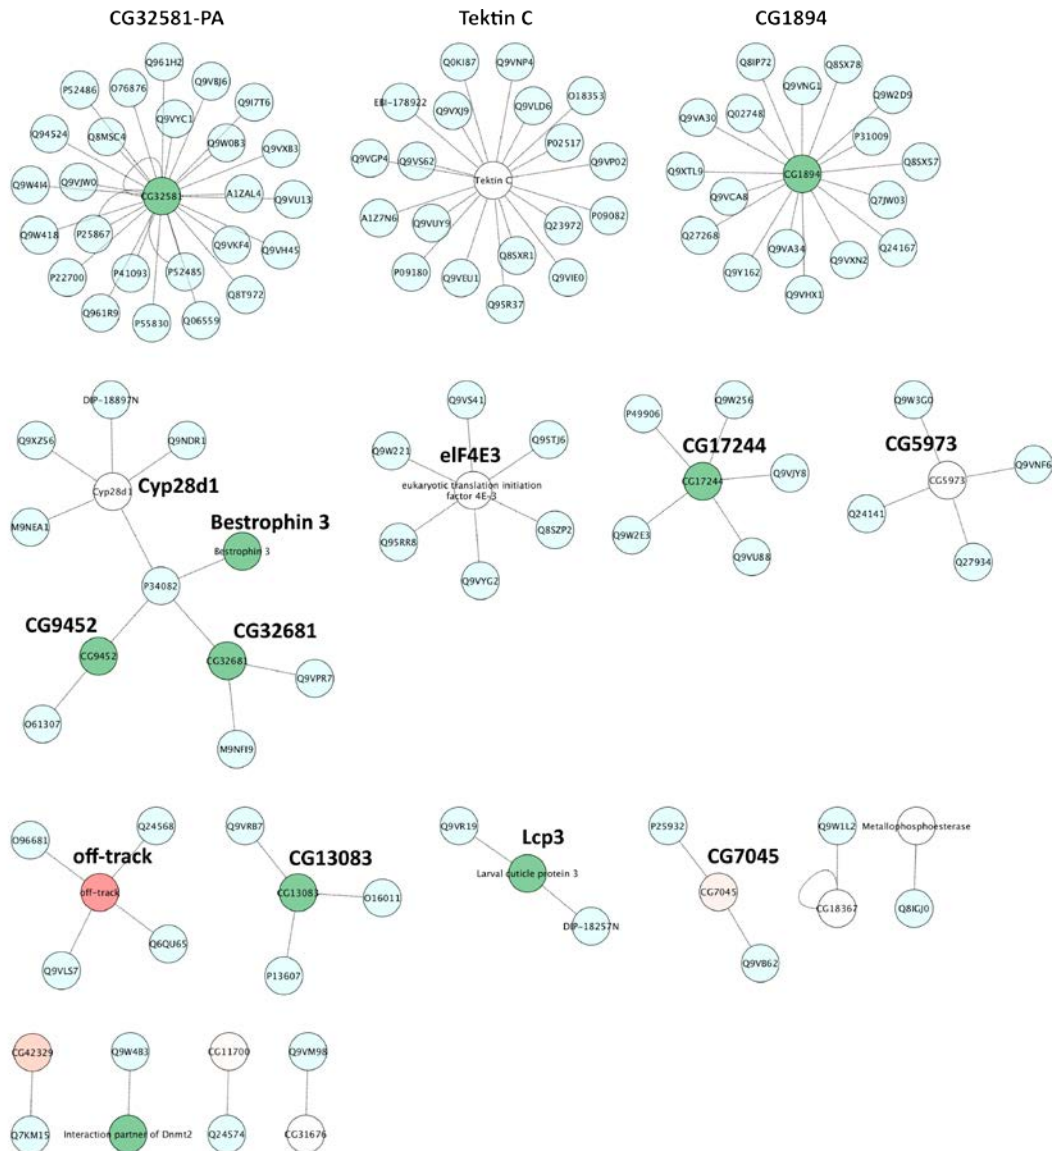 CG32581-PA
Tektin C
CG1894
Q961H2
Q9VBJ6
O76876
P52486
Q9I7T6
Q9VYC1
Q94524
Q8MSC4
Q9W0B3
Q9VXB3
Q9W4I4
Q9VJW0
CG32581
A1ZAL4
Q9VU13
Q9W418
P25867
Q9VKF4
Q9VH45
P22700
P41093
P52485
Q8T972
Q961R9
P55830
Q06559
Q0KI87
Q9VNP4
EBI-178922
Q9VXJ9
Q9VLD6
O18353
P02517
Q9VGP4
Q9VS62
Q9VP02
Tektin C
A1Z7N6
Q9VUY9
Q23972
P09082
P09180
Q9VEU1
Q8SXR1
Q9VIE0
Q95R37
Q8IP72
Q8SX78
Q9VNG1
Q9W2D9
Q9VA30
Q02748
P31009
Q9XTL9
CG1894
Q8SX57
Q9VCA8
Q7JW03
Q27268
Q9VA34
Q9VXN2
Q24167
Q9Y162
Q9VHX1
DIP-18897N
Q9XZ56
Q9NDR1
Cyp28d1
Cyp28d1
M9NEA1
Bestrophin 3
Bestrophin 3
P34082
CG9452
CG9452
CG32681
CG32681
Q9VPR7
O61307
M9NFI9
Q9VS41
Q9W221
Q95TJ6
elF4E3
eukaryotic translation initiation
factor 4E-3
Q95RR8
Q8SZP2
Q9VYG2
P49906
Q9W256
CG17244
CG17244
Q9VJY8
Q9W2E3
Q9VU88
Q9W3G0
CG5973
CG5973
Q9VNF6
Q24141
Q27934
O96681
Q24568
off-track
off-track
Q9VLS7
Q6QU65
Q9VRB7
CG13083
CG13083
O16011
P13607
Q9VR19
Lcp3
Larval cuticle protein 3
DIP-18257N
P25932
CG7045
CG7045
Q9VB62
Q9W1L2
CG18367
Metallophosphoesterase
Q8IGJ0
CG42329
Q7KM15
Q9W4B3
Interaction partner of Dnmt2
CG11700
Q24574
Q9VM98
CG31676